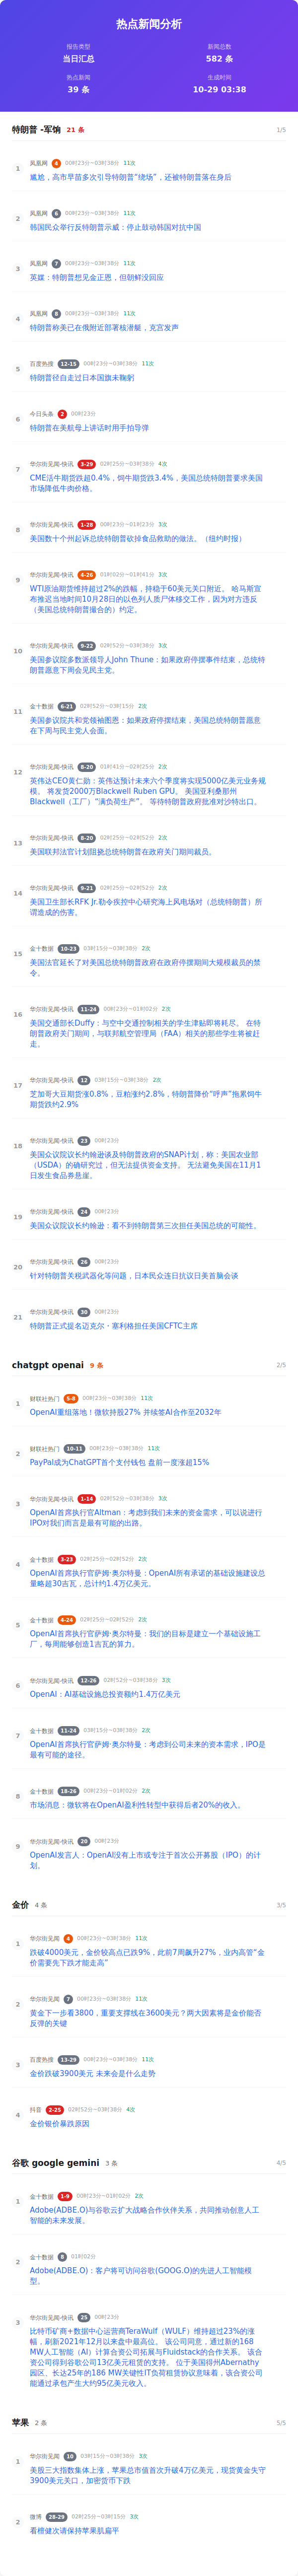 热点新闻分析
报告类型
新闻总数
当日汇总
582 条
热点新闻
生成时间
39 条
10-29 03:38
特朗普 -军饷 21 条 1/5
1
凤凰网 4 00时23分~03时38分 11次
尴尬，高市早苗多次引导特朗普“绕场”，还被特朗普落在身后
2
凤凰网 6 00时23分~03时38分 11次
韩国民众举行反特朗普示威：停止鼓动韩国对抗中国
3
凤凰网 7 00时23分~03时38分 11次
英媒：特朗普想见金正恩，但朝鲜没回应
4
凤凰网 8 00时23分~03时38分 11次
特朗普称美已在俄附近部署核潜艇，克宫发声
5
百度热搜 12-15 00时23分~03时38分 11次
特朗普径自走过日本国旗未鞠躬
6
今日头条 2 00时23分
特朗普在美航母上讲话时用手拍导弹
7
华尔街见闻-快讯 3-29 02时25分~03时38分 4次
CME活牛期货跌超0.4%，饲牛期货跌3.4%，美国总统特朗普要求美国
市场降低牛肉价格。
8
华尔街见闻-快讯 1-28 00时23分~01时23分 3次
美国数十个州起诉总统特朗普砍掉食品救助的做法。（纽约时报）
9
华尔街见闻-快讯 4-26 01时02分~01时41分 3次
WTI原油期货维持超过2%的跌幅，持稳于60美元关口附近。 哈马斯宣
布推迟当地时间10月28日的以色列人质尸体移交工作，因为对方违反
（美国总统特朗普撮合的）约定。
10
华尔街见闻-快讯 9-22 02时52分~03时38分 3次
美国参议院多数派领导人John Thune：如果政府停摆事件结束，总统特
朗普愿意下周会见民主党。
11
金十数据 6-21 02时52分~03时15分 2次
美国参议院共和党领袖图恩：如果政府停摆结束，美国总统特朗普愿意
在下周与民主党人会面。
12
华尔街见闻-快讯 8-20 01时41分~02时25分 2次
英伟达CEO黄仁勋：英伟达预计未来六个季度将实现5000亿美元业务规
模。 将发货2000万Blackwell Ruben GPU。 美国亚利桑那州
Blackwell（工厂）“满负荷生产”。 等待特朗普政府批准对沙特出口。
13
华尔街见闻-快讯 8-20 02时25分~02时52分 2次
美国联邦法官计划阻挠总统特朗普在政府关门期间裁员。
14
华尔街见闻-快讯 9-21 02时25分~02时52分 2次
美国卫生部长RFK Jr.勒令疾控中心研究海上风电场对（总统特朗普）所
谓造成的伤害。
15
金十数据 10-23 03时15分~03时38分 2次
美国法官延长了对美国总统特朗普政府在政府停摆期间大规模裁员的禁
令。
16
华尔街见闻-快讯 11-24 00时23分~01时02分 2次
美国交通部长Duffy：与空中交通控制相关的学生津贴即将耗尽。 在特
朗普政府关门期间，与联邦航空管理局（FAA）相关的那些学生将被赶
走。
17
华尔街见闻-快讯 12 03时15分~03时38分 2次
芝加哥大豆期货涨0.8%，豆粕涨约2.8%，特朗普降价“呼声”拖累饲牛
期货跌约2.9%
18
华尔街见闻-快讯 23 00时23分
美国众议院议长约翰逊谈及特朗普政府的SNAP计划，称：美国农业部
（USDA）的确研究过，但无法提供资金支持。 无法避免美国在11月1
日发生食品券悬崖。
19
华尔街见闻-快讯 24 00时23分
美国众议院议长约翰逊：看不到特朗普第三次担任美国总统的可能性。
20
华尔街见闻-快讯 26 00时23分
针对特朗普关税武器化等问题，日本民众连日抗议日美首脑会谈
21
华尔街见闻-快讯 30 00时23分
特朗普正式提名迈克尔·塞利格担任美国CFTC主席
chatgpt openai 9 条 2/5
1
财联社热门 5-8 00时23分~03时38分 11次
OpenAI重组落地！微软持股27% 并续签AI合作至2032年
2
财联社热门 10-11 00时23分~03时38分 11次
PayPal成为ChatGPT首个支付钱包 盘前一度涨超15%
3
华尔街见闻-快讯 1-14 02时52分~03时38分 3次
OpenAI首席执行官Altman：考虑到我们未来的资金需求，可以说进行
IPO对我们而言是最有可能的出路。
4
金十数据 3-23 02时25分~02时52分 2次
OpenAI首席执行官萨姆·奥尔特曼：OpenAI所有承诺的基础设施建设总
量略超30吉瓦，总计约1.4万亿美元。
5
金十数据 4-24 02时25分~02时52分 2次
OpenAI首席执行官萨姆·奥尔特曼：我们的目标是建立一个基础设施工
厂，每周能够创造1吉瓦的算力。
6
华尔街见闻-快讯 12-26 02时52分~03时38分 3次
OpenAI：AI基础设施总投资额约1.4万亿美元
7
金十数据 11-24 03时15分~03时38分 2次
OpenAI首席执行官萨姆·奥尔特曼：考虑到公司未来的资本需求，IPO是
最有可能的途径。
8
金十数据 18-26 00时23分~01时02分 2次
市场消息：微软将在OpenAI盈利性转型中获得后者20%的收入。
9
华尔街见闻-快讯 20 00时23分
OpenAI发言人：OpenAI没有上市或专注于首次公开募股（IPO）的计
划。
金价 4 条 3/5
1
华尔街见闻 4 00时23分~03时38分 11次
跌破4000美元，金价较高点已跌9%，此前7周飙升27%，业内高管“金
价需要先下跌才能走高”
2
华尔街见闻 7 00时23分~03时38分 11次
黄金下一步看3800，重要支撑线在3600美元？两大因素将是金价能否
反弹的关键
3
百度热搜 13-29 00时23分~03时38分 11次
金价跌破3900美元 未来会是什么走势
4
抖音 2-25 02时52分~03时38分 4次
金价银价暴跌原因
谷歌 google gemini 3 条 4/5
1
金十数据 1-9 00时23分~01时02分 2次
Adobe(ADBE.O)与谷歌云扩大战略合作伙伴关系，共同推动创意人工
智能的未来发展。
2
金十数据 8 01时02分
Adobe(ADBE.O)：客户将可访问谷歌(GOOG.O)的先进人工智能模
型。
3
华尔街见闻-快讯 25 00时23分
比特币矿商+数据中心运营商TeraWulf（WULF）维持超过23%的涨
幅，刷新2021年12月以来盘中最高位。 该公司同意，通过新的168
MW人工智能（AI）计算合资公司拓展与Fluidstack的合作关系。 该合
资公司得到谷歌公司13亿美元租赁的支持。 位于美国得州Abernathy
园区、长达25年的186 MW关键性IT负荷租赁协议意味着，该合资公司
能通过承包产生大约95亿美元收入。
苹果 2 条 5/5
1
华尔街见闻 10 03时15分~03时38分 3次
美股三大指数集体上涨，苹果总市值首次升破4万亿美元，现货黄金失守
3900美元关口，加密货币下跌
2
微博 28-29 02时25分~03时15分 3次
看檀健次请保持苹果肌扁平